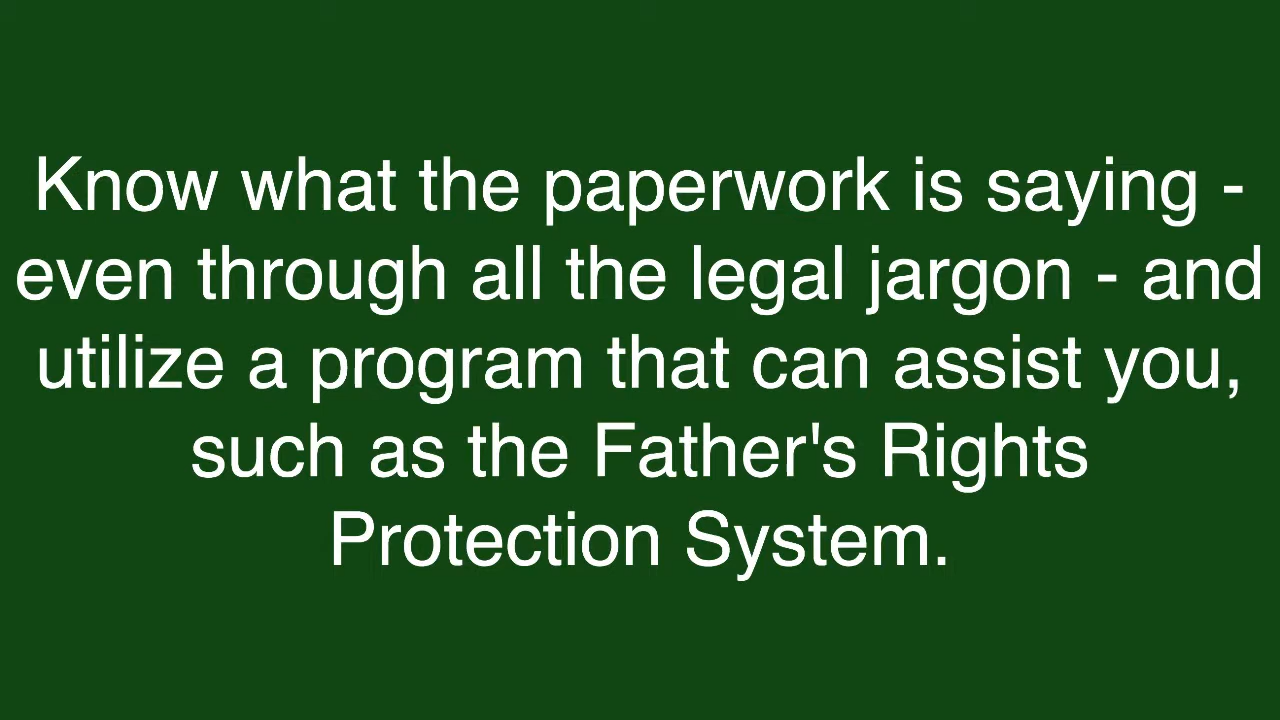 Know what the paperwork is saying -
even through all the legal jargon - and
utilize a program that can assist you,
such as the Father's Rights
Protection System.